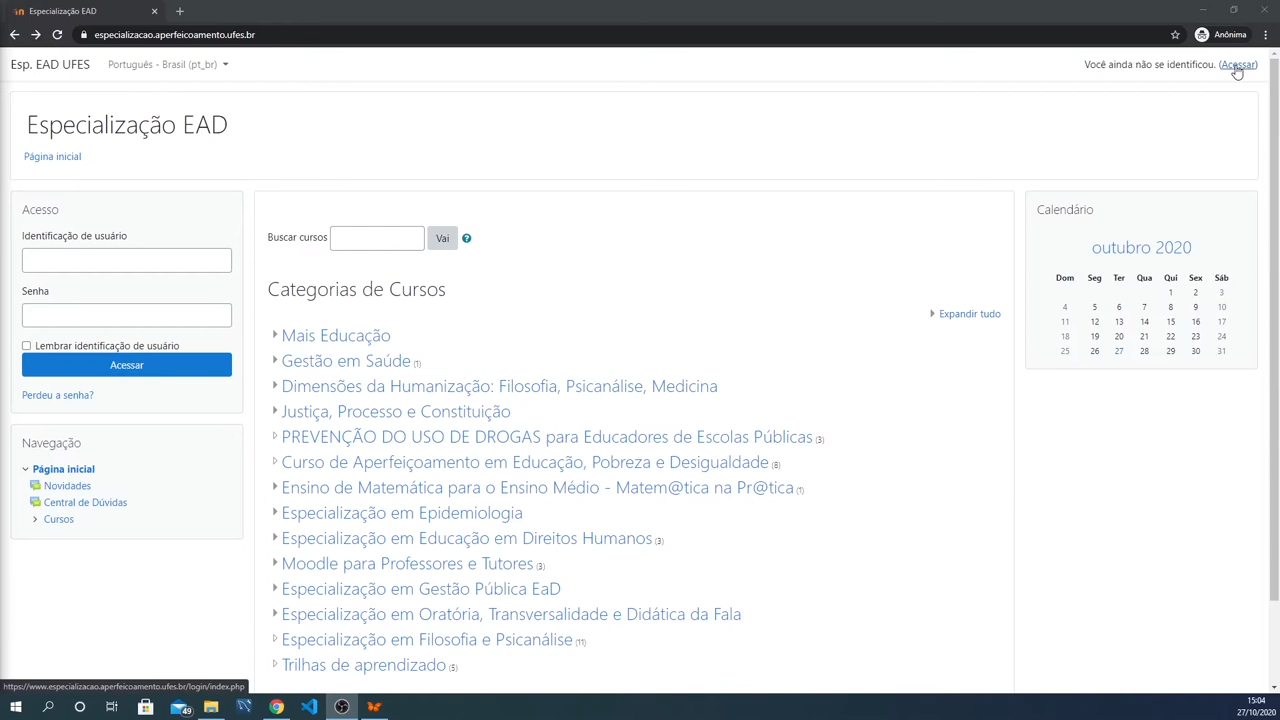 Especialização EAD
especializacao.aperfeicoamento.ufes.br
Anônima
Esp. EAD UFES
Português - Brasil (pt_br)
Você ainda não se identificou. (Acessar)
Especialização EAD
Página inicial
Acesso
Identificação de usuário
Senha
Lembrar identificação de usuário
Acessar
Perdeu a senha?
Navegação
Página inicial
Novidades
Central de Dúvidas
Cursos
Buscar cursos
Vai
Categorias de Cursos
Expandir tudo
Mais Educação
Gestão em Saúde (1)
Dimensões da Humanização: Filosofia, Psicanálise, Medicina
Justiça, Processo e Constituição
PREVENÇÃO DO USO DE DROGAS para Educadores de Escolas Públicas (3)
Curso de Aperfeiçoamento em Educação, Pobreza e Desigualdade (8)
Ensino de Matemática para o Ensino Médio - Matem@tica na Pr@tica (1)
Especialização em Epidemiologia
Especialização em Educação em Direitos Humanos (3)
Moodle para Professores e Tutores (3)
Especialização em Gestão Pública EaD
Especialização em Oratória, Transversalidade e Didática da Fala
Especialização em Filosofia e Psicanálise (11)
Trilhas de aprendizado (5)
Calendário
outubro 2020
Dom Seg Ter Qua Qui Sex Sáb
1 2 3
4 5 6 7 8 9 10
11 12 13 14 15 16 17
18 19 20 21 22 23 24
25 26 27 28 29 30 31
https://www.especializacao.aperfeicoamento.ufes.br/login/index.php
49
15:04
27/10/2020